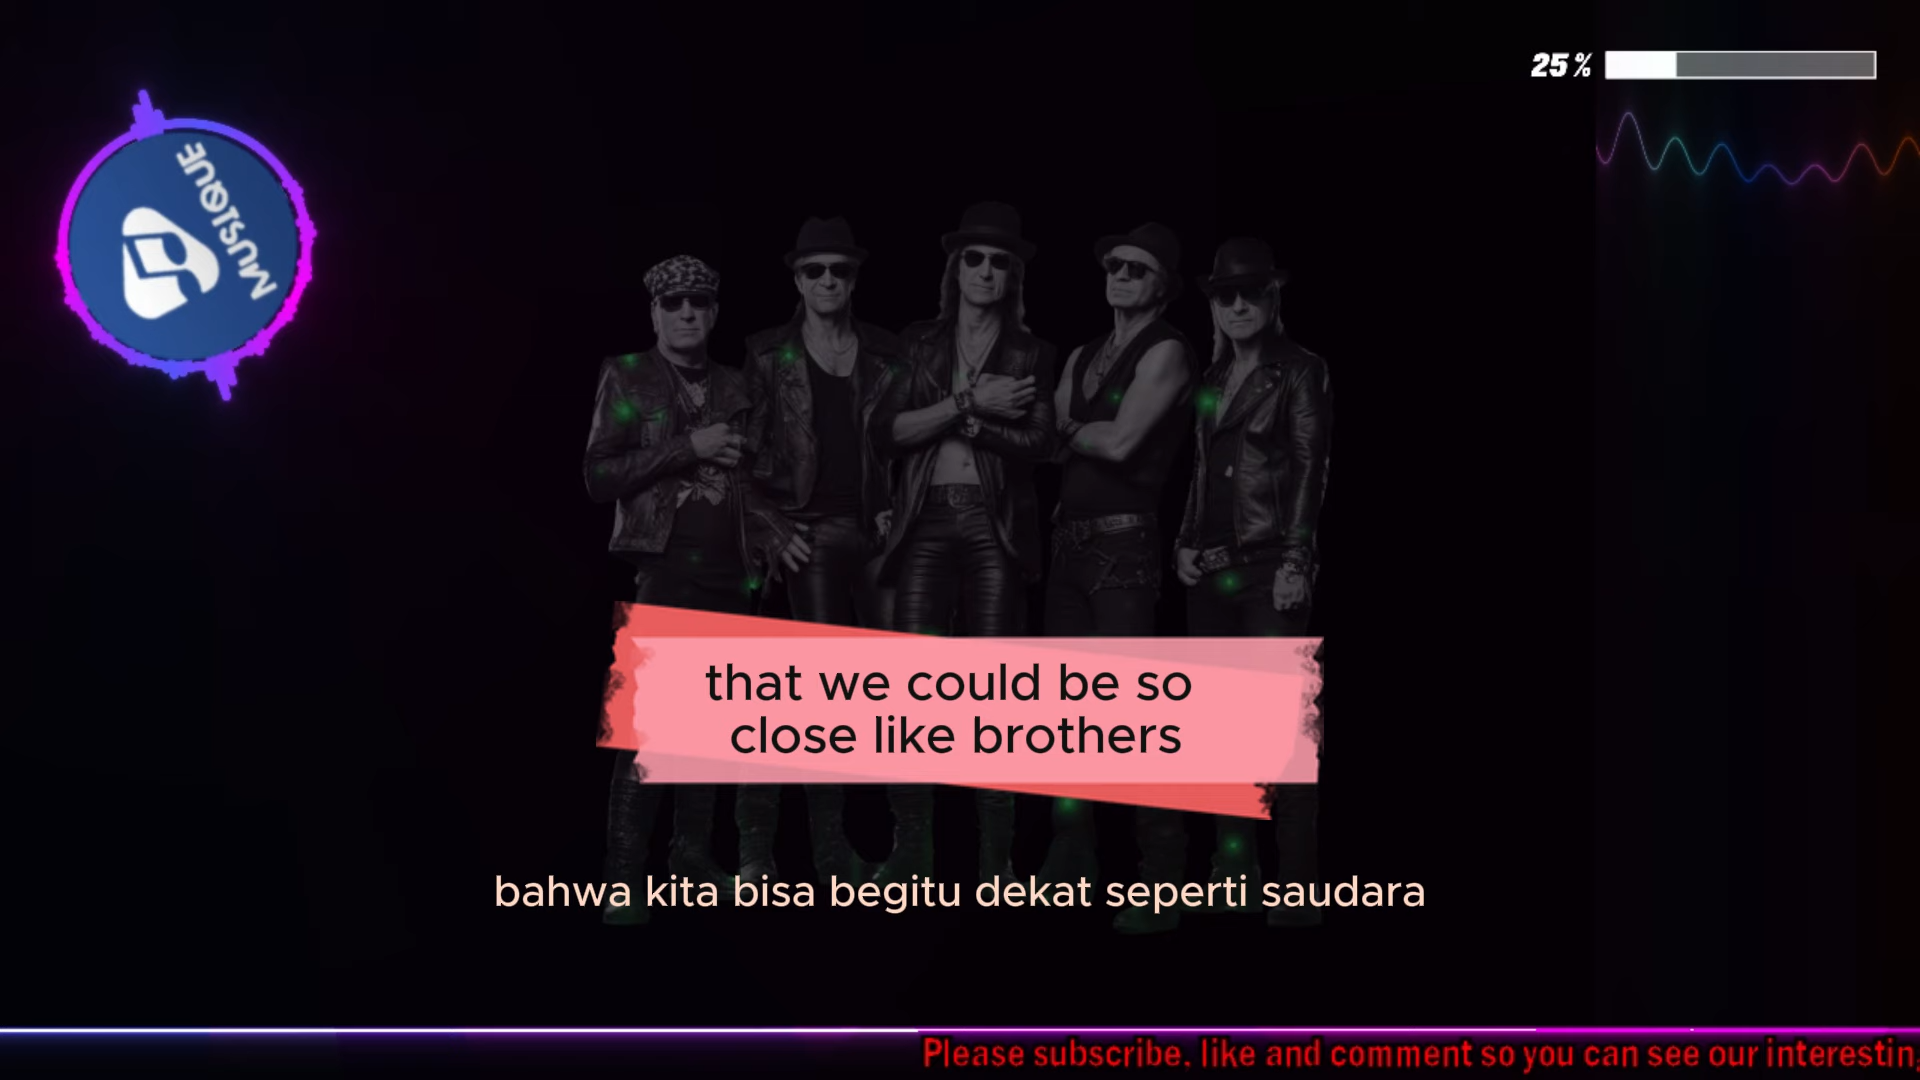 25%
MUSIQUE
that we could be so
close like brothers
bahwa kita bisa begitu dekat seperti saudara
Please subscribe. like and comment so you can see our interestin